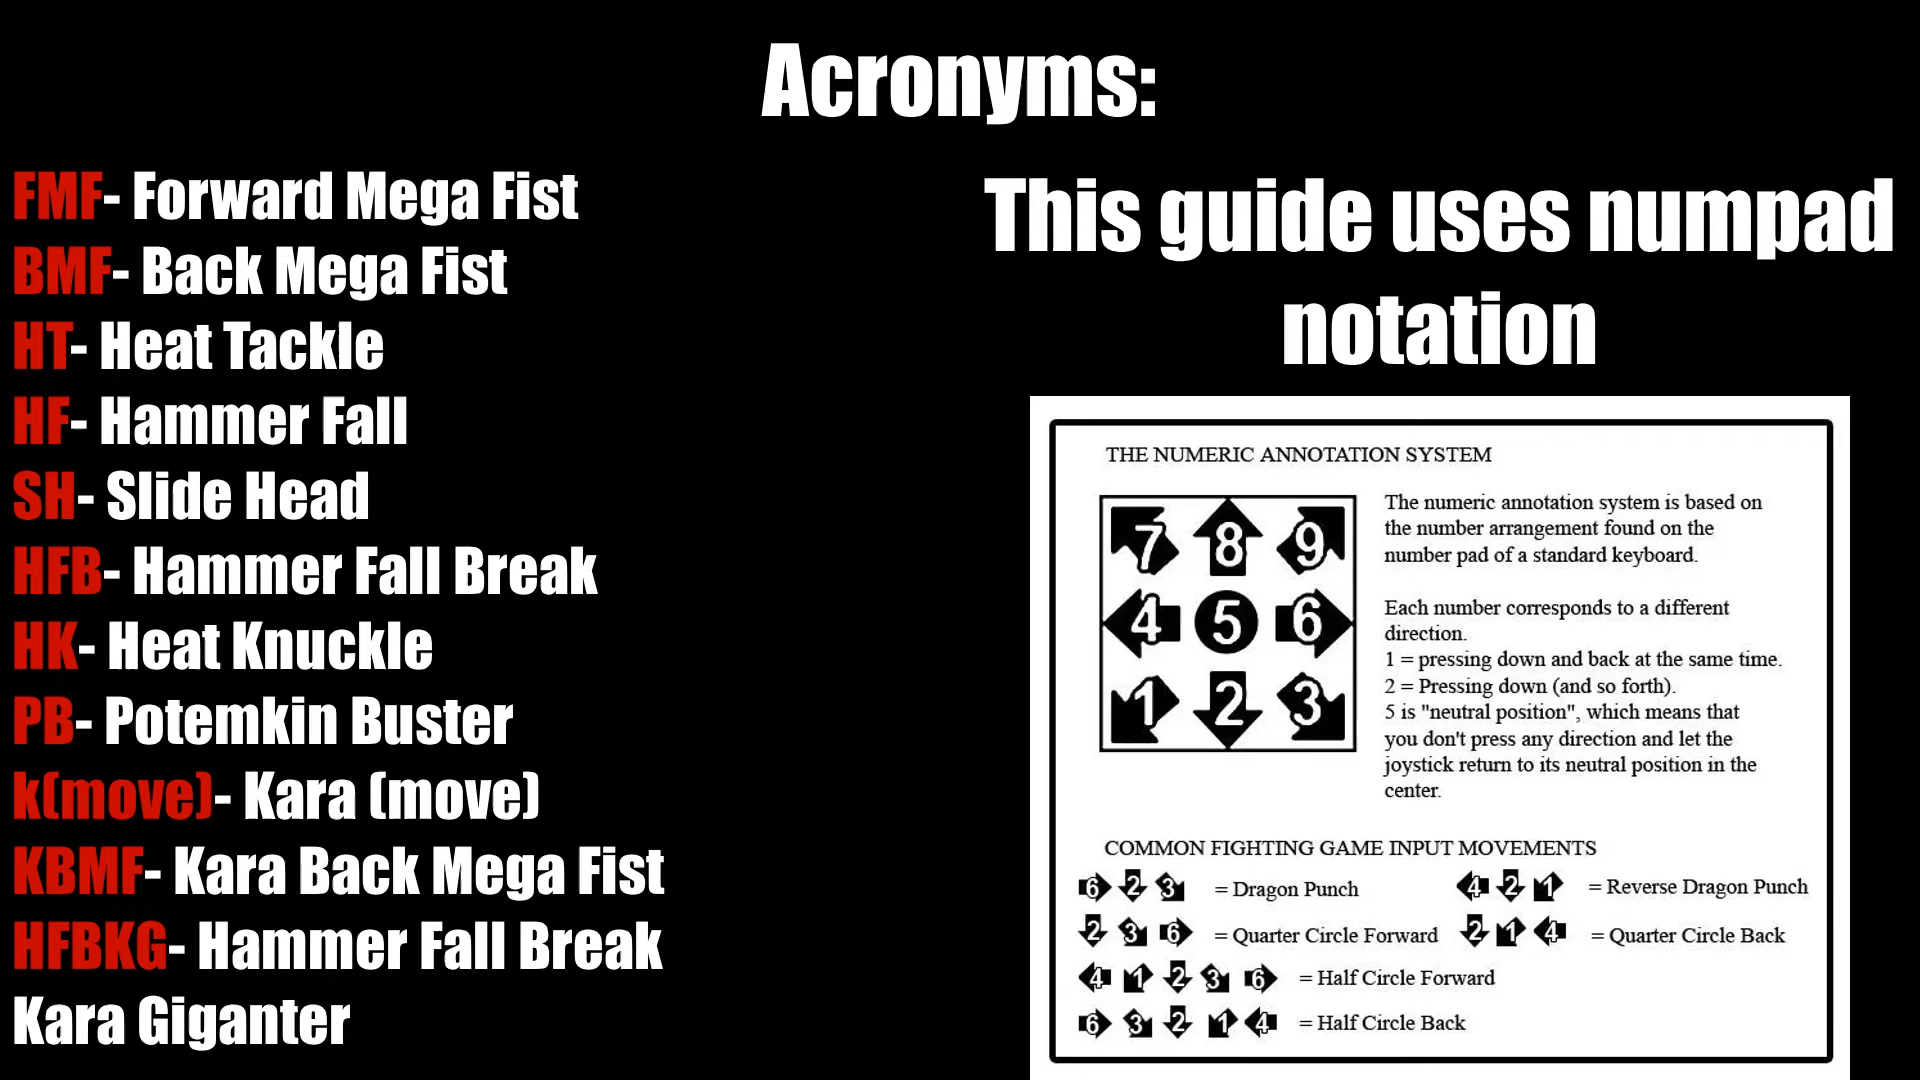 Acronyms:
FMF- Forward Mega Fist
BMF- Back Mega Fist
HT- Heat Tackle
HF- Hammer Fall
SH- Slide Head
HFB- Hammer Fall Break
HK- Heat Knuckle
PB- Potemkin Buster
k(move)- Kara (move)
KBMF- Kara Back Mega Fist
HFBKG- Hammer Fall Break
Kara Giganter
This guide uses numpad
notation
THE NUMERIC ANNOTATION SYSTEM
7 8 9
4 5 6
1 2 3
The numeric annotation system is based on
the number arrangement found on the
number pad of a standard keyboard.
Each number corresponds to a different
direction.
1 = pressing down and back at the same time.
2 = Pressing down (and so forth).
5 is "neutral position", which means that
you don't press any direction and let the
joystick return to its neutral position in the
center.
COMMON FIGHTING GAME INPUT MOVEMENTS
6 2 3 = Dragon Punch
4 2 1 = Reverse Dragon Punch
2 3 6 = Quarter Circle Forward
2 1 4 = Quarter Circle Back
4 1 2 3 6 = Half Circle Forward
6 3 2 1 4 = Half Circle Back